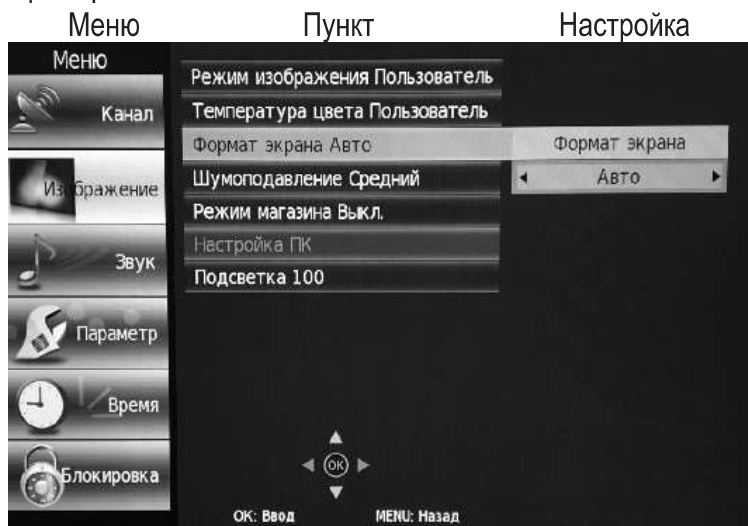 Меню Пункт Настройка
Меню
Канал
Изображение
Звук
Параметр
Время
Блокировка
Режим изображения Пользователь
Температура цвета Пользователь
Формат экрана Авто
Шумоподавление Средний
Режим магазина Выкл.
Настройка ПК
Подсветка 100
Формат экрана
Авто
OK
OK: Ввод MENU: Назад